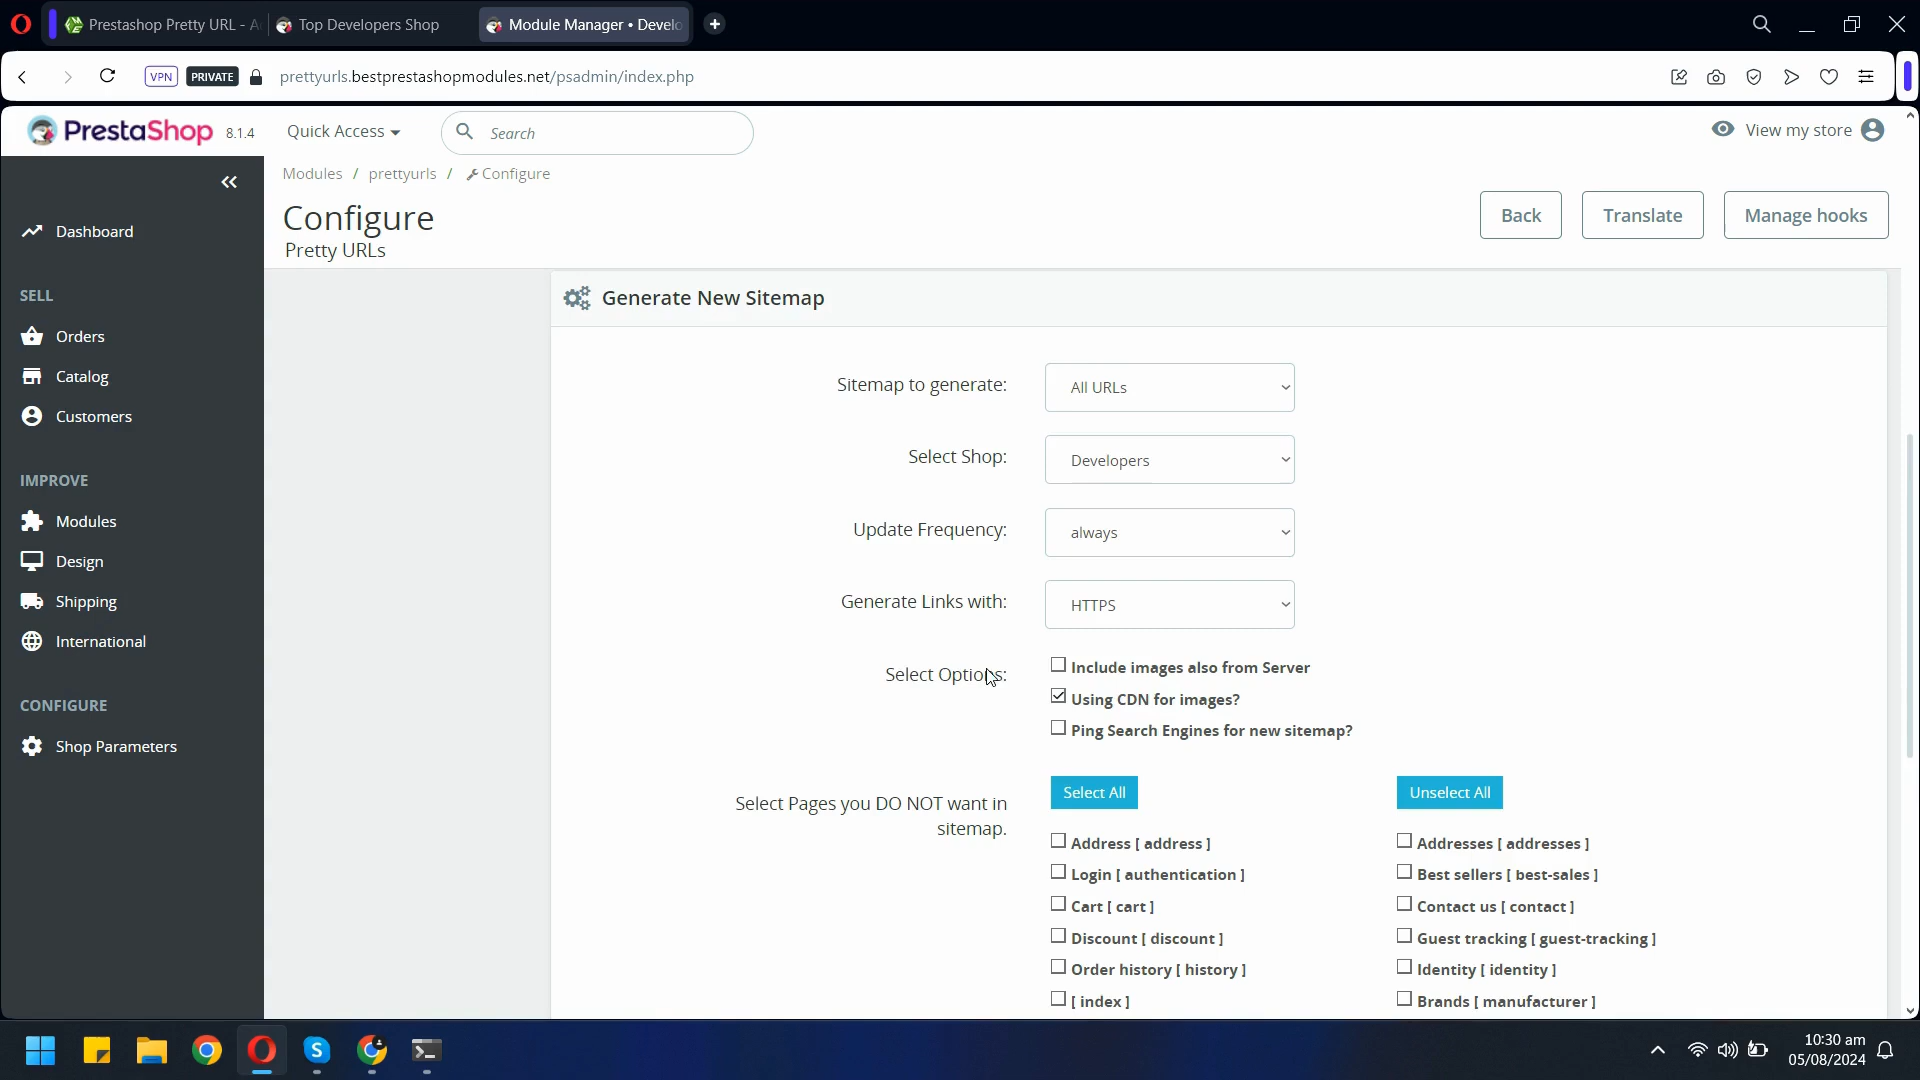 Prestashop Pretty URL - A
Top Developers Shop
Module Manager • Develo
VPN
PRIVATE
prettyurls.bestprestashopmodules.net/psadmin/index.php
PrestaShop
8.1.4
Quick Access
Search
View my store
Modules / prettyurls / Configure
Configure
Pretty URLs
Back
Translate
Manage hooks
Dashboard
SELL
Orders
Catalog
Customers
IMPROVE
Modules
Design
Shipping
International
CONFIGURE
Shop Parameters
Generate New Sitemap
Sitemap to generate:
All URLs
Select Shop:
Developers
Update Frequency:
always
Generate Links with:
HTTPS
Select Options:
Include images also from Server
Using CDN for images?
Ping Search Engines for new sitemap?
Select Pages you DO NOT want in
sitemap.
Select All
Unselect All
Address [ address ]
Addresses [ addresses ]
Login [ authentication ]
Best sellers [ best-sales ]
Cart [ cart ]
Contact us [ contact ]
Discount [ discount ]
Guest tracking [ guest-tracking ]
Order history [ history ]
Identity [ identity ]
[ index ]
Brands [ manufacturer ]
10:30 am
05/08/2024